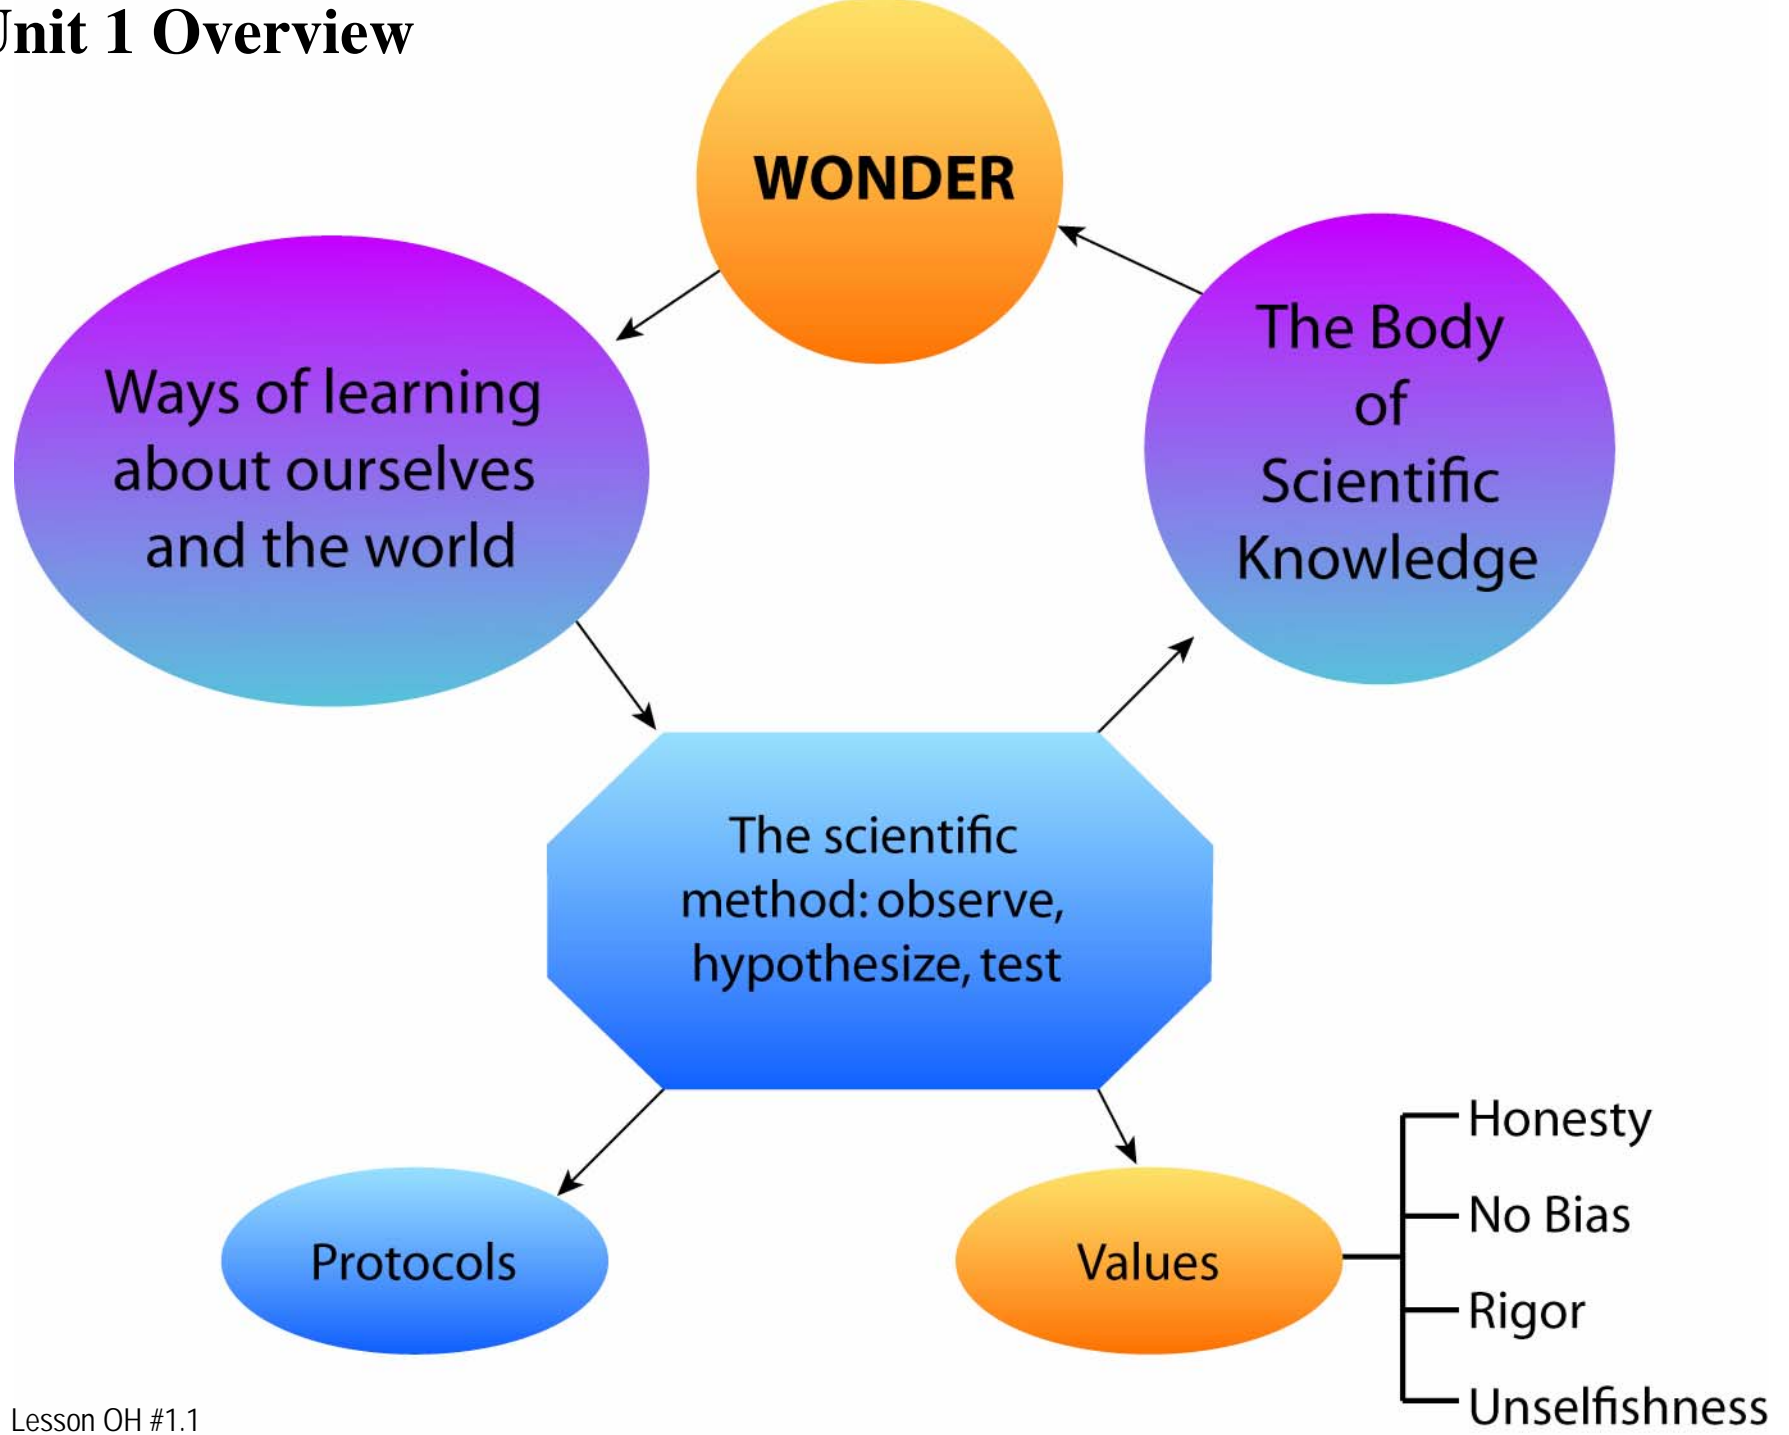 Unit 1 Overview
WONDER
Ways of learning
about ourselves
and the world
The Body
of
Scientific
Knowledge
The scientific
method: observe,
hypothesize, test
Protocols
Values
Honesty
No Bias
Rigor
Unselfishness
Lesson OH #1.1